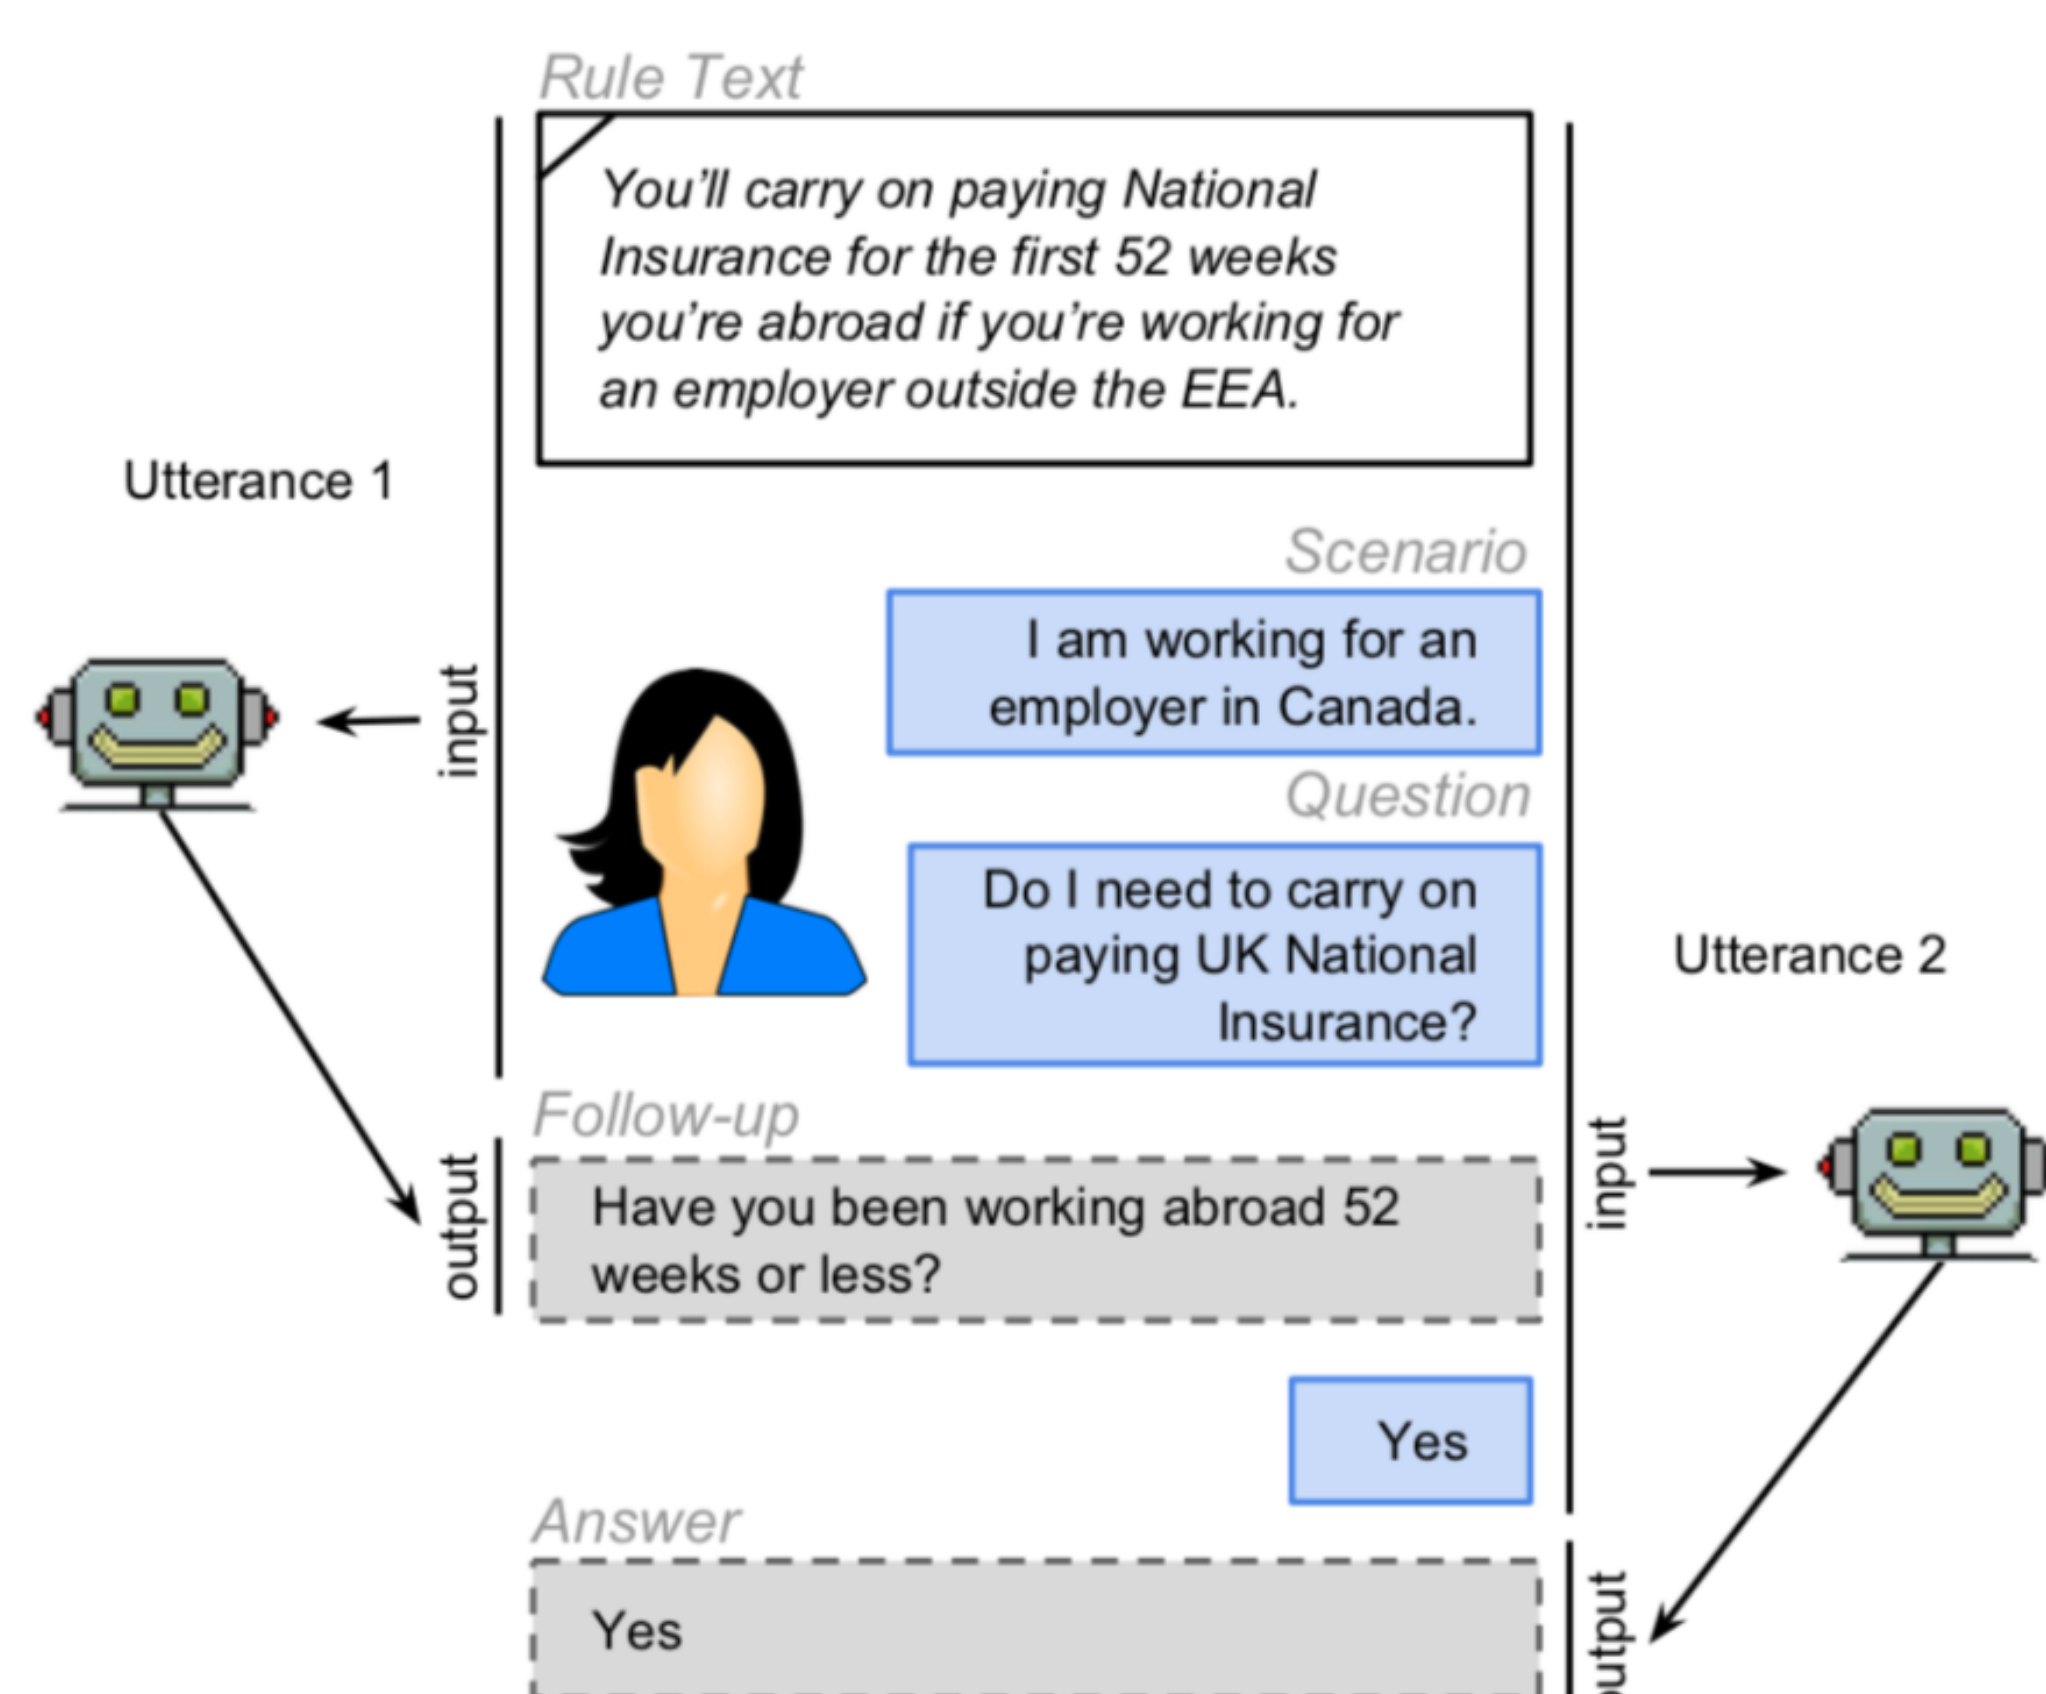 Rule Text
You'll carry on paying National
Insurance for the first 52 weeks
you're abroad if you're working for
an employer outside the EEA.
Utterance 1
Scenario
I am working for an
employer in Canada.
input
Question
Do I need to carry on
paying UK National
Insurance?
Utterance 2
Follow-up
Have you been working abroad 52
weeks or less?
output
input
Yes
Answer
Yes
output